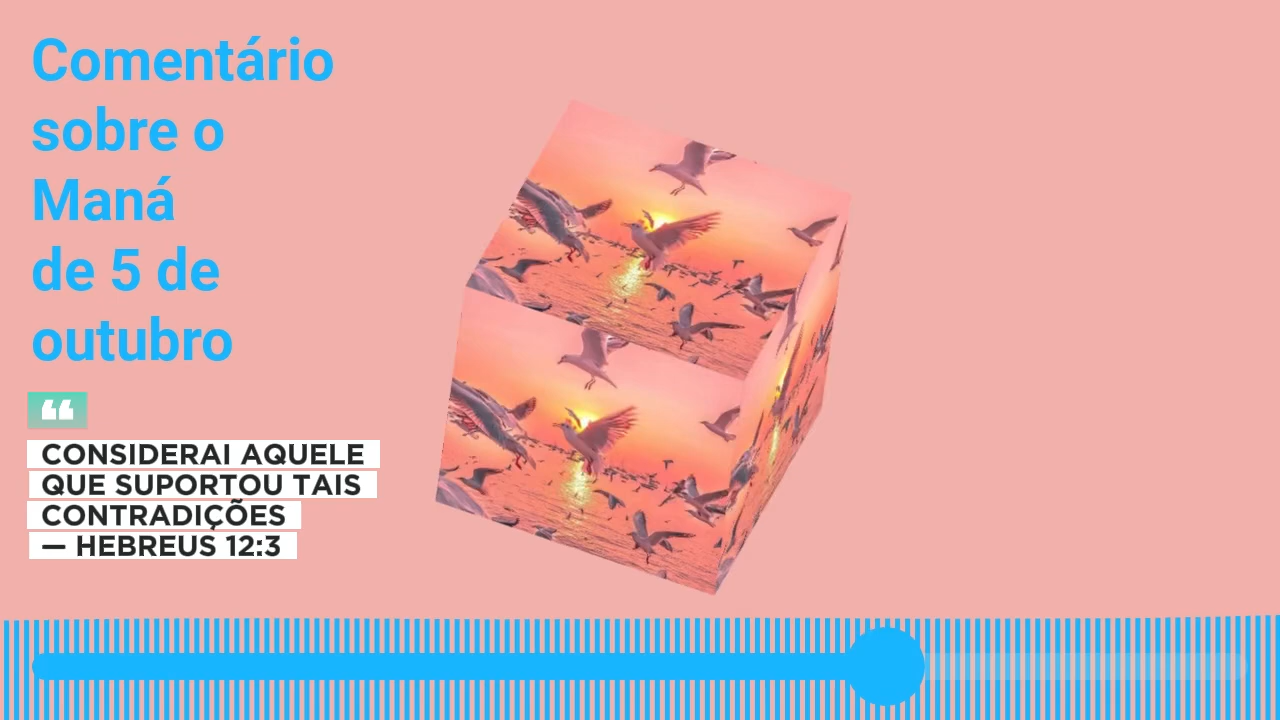 Comentário
sobre o
Maná
de 5 de
outubro
❝
CONSIDERAI AQUELE
QUE SUPORTOU TAIS
CONTRADIÇÕES
— HEBREUS 12:3